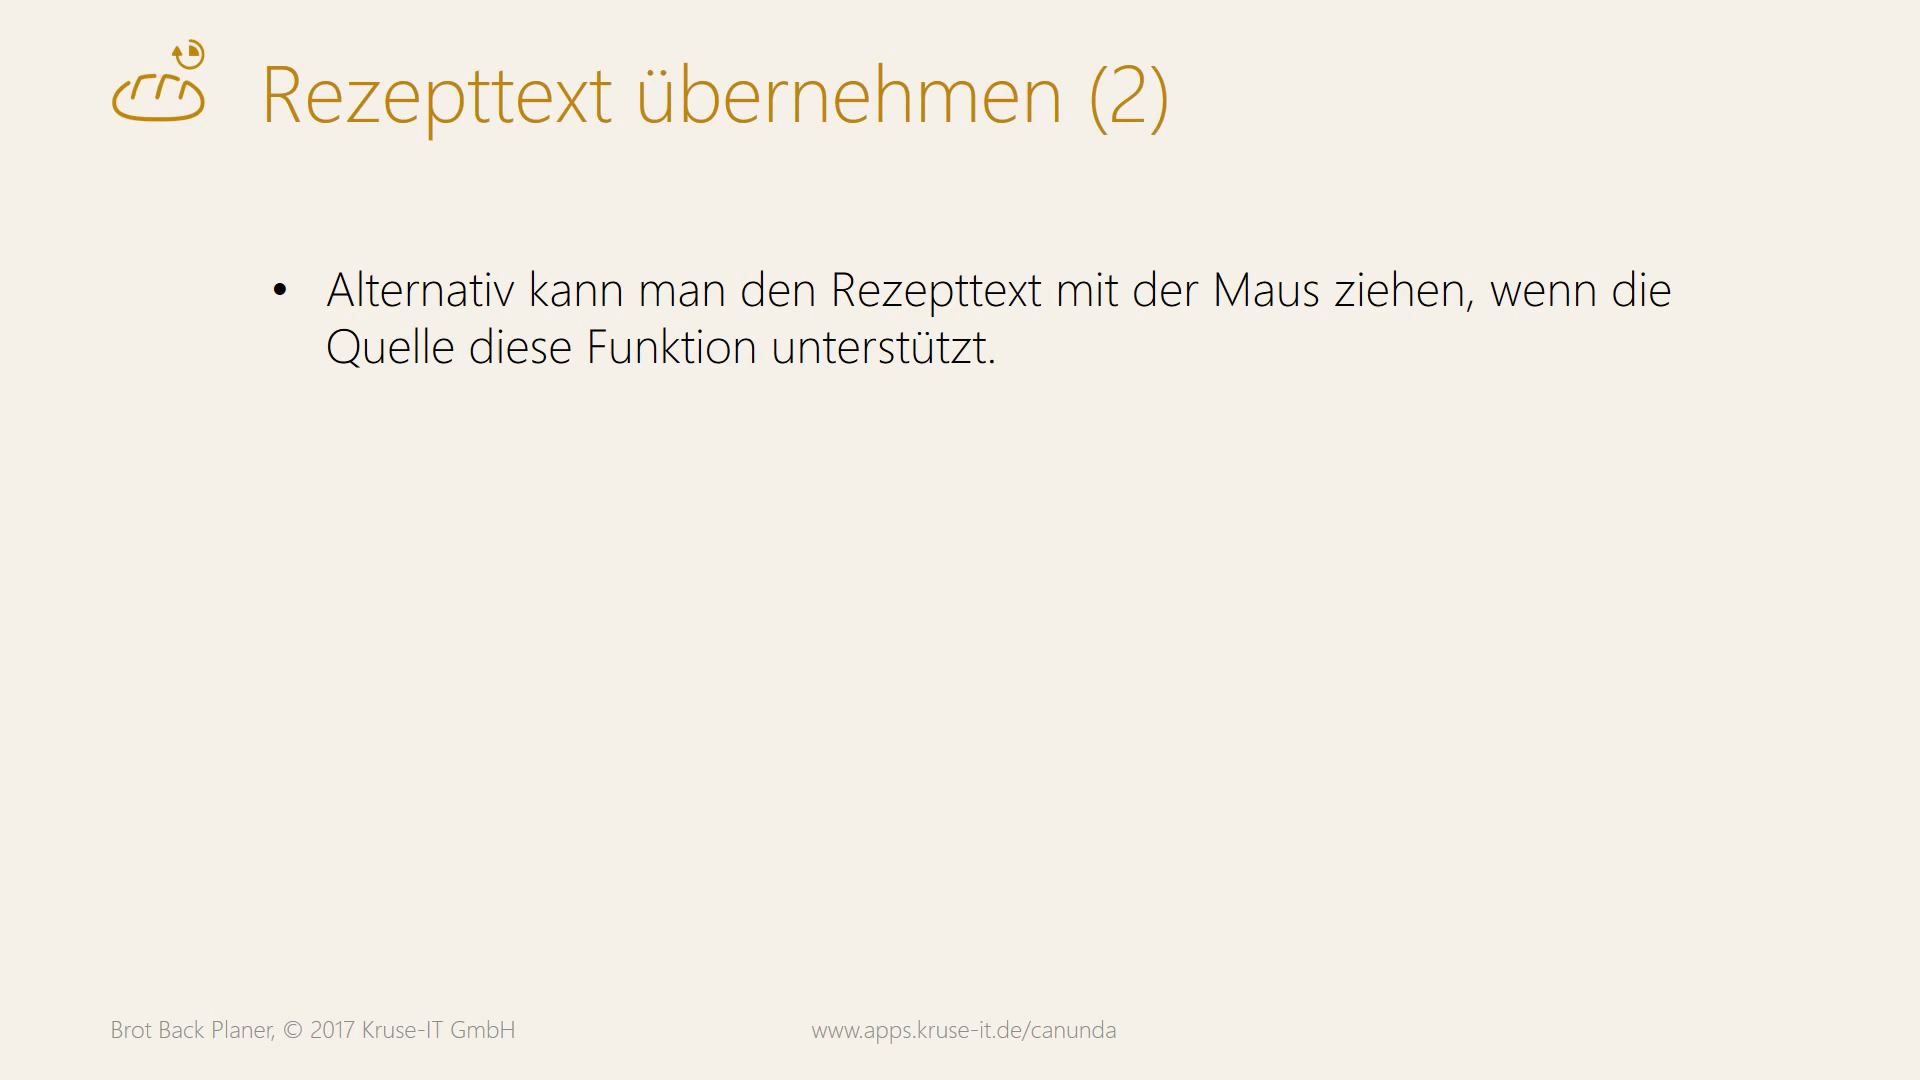 Rezepttext übernehmen (2)
• Alternativ kann man den Rezepttext mit der Maus ziehen, wenn die
Quelle diese Funktion unterstützt.
Brot Back Planer, © 2017 Kruse-IT GmbH
www.apps.kruse-it.de/canunda